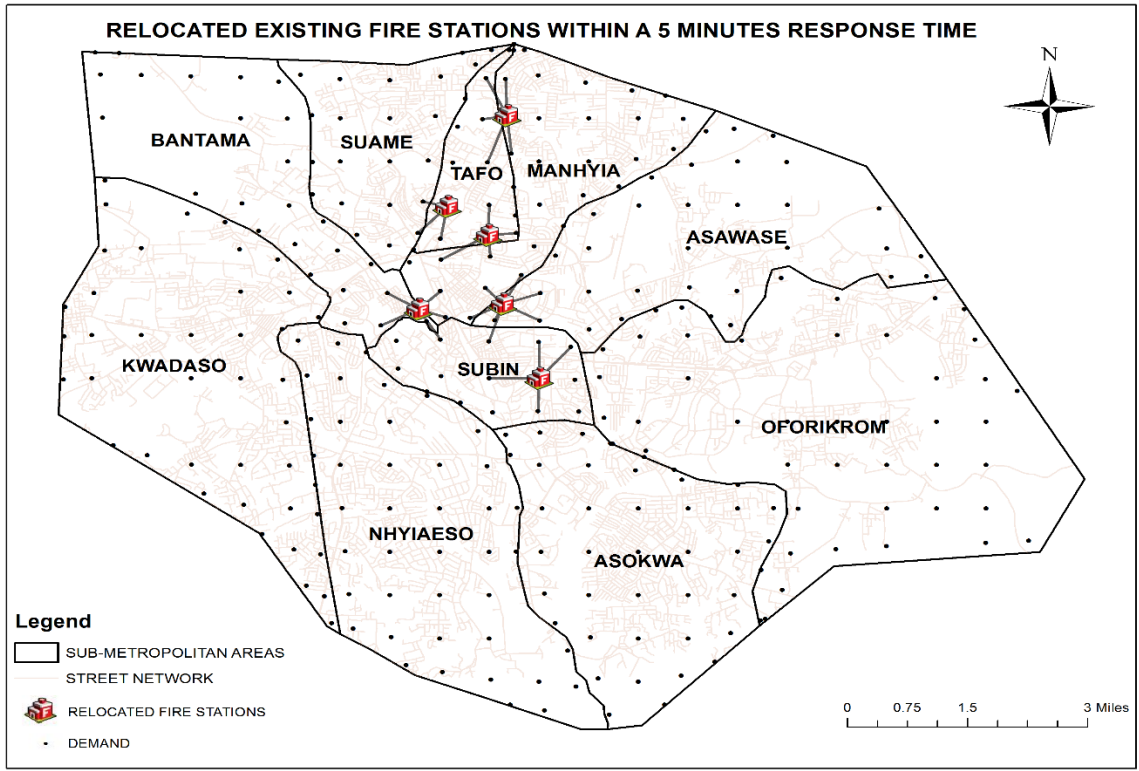 RELOCATED EXISTING FIRE STATIONS WITHIN A 5 MINUTES RESPONSE TIME
N
BANTAMA
SUAME
TAFO
MANHYIA
ASAWASE
KWADASO
SUBIN
OFORIKROM
NHYIAESO
ASOKWA
Legend
SUB-METROPOLITAN AREAS
STREET NETWORK
RELOCATED FIRE STATIONS
DEMAND
0 0.75 1.5 3 Miles